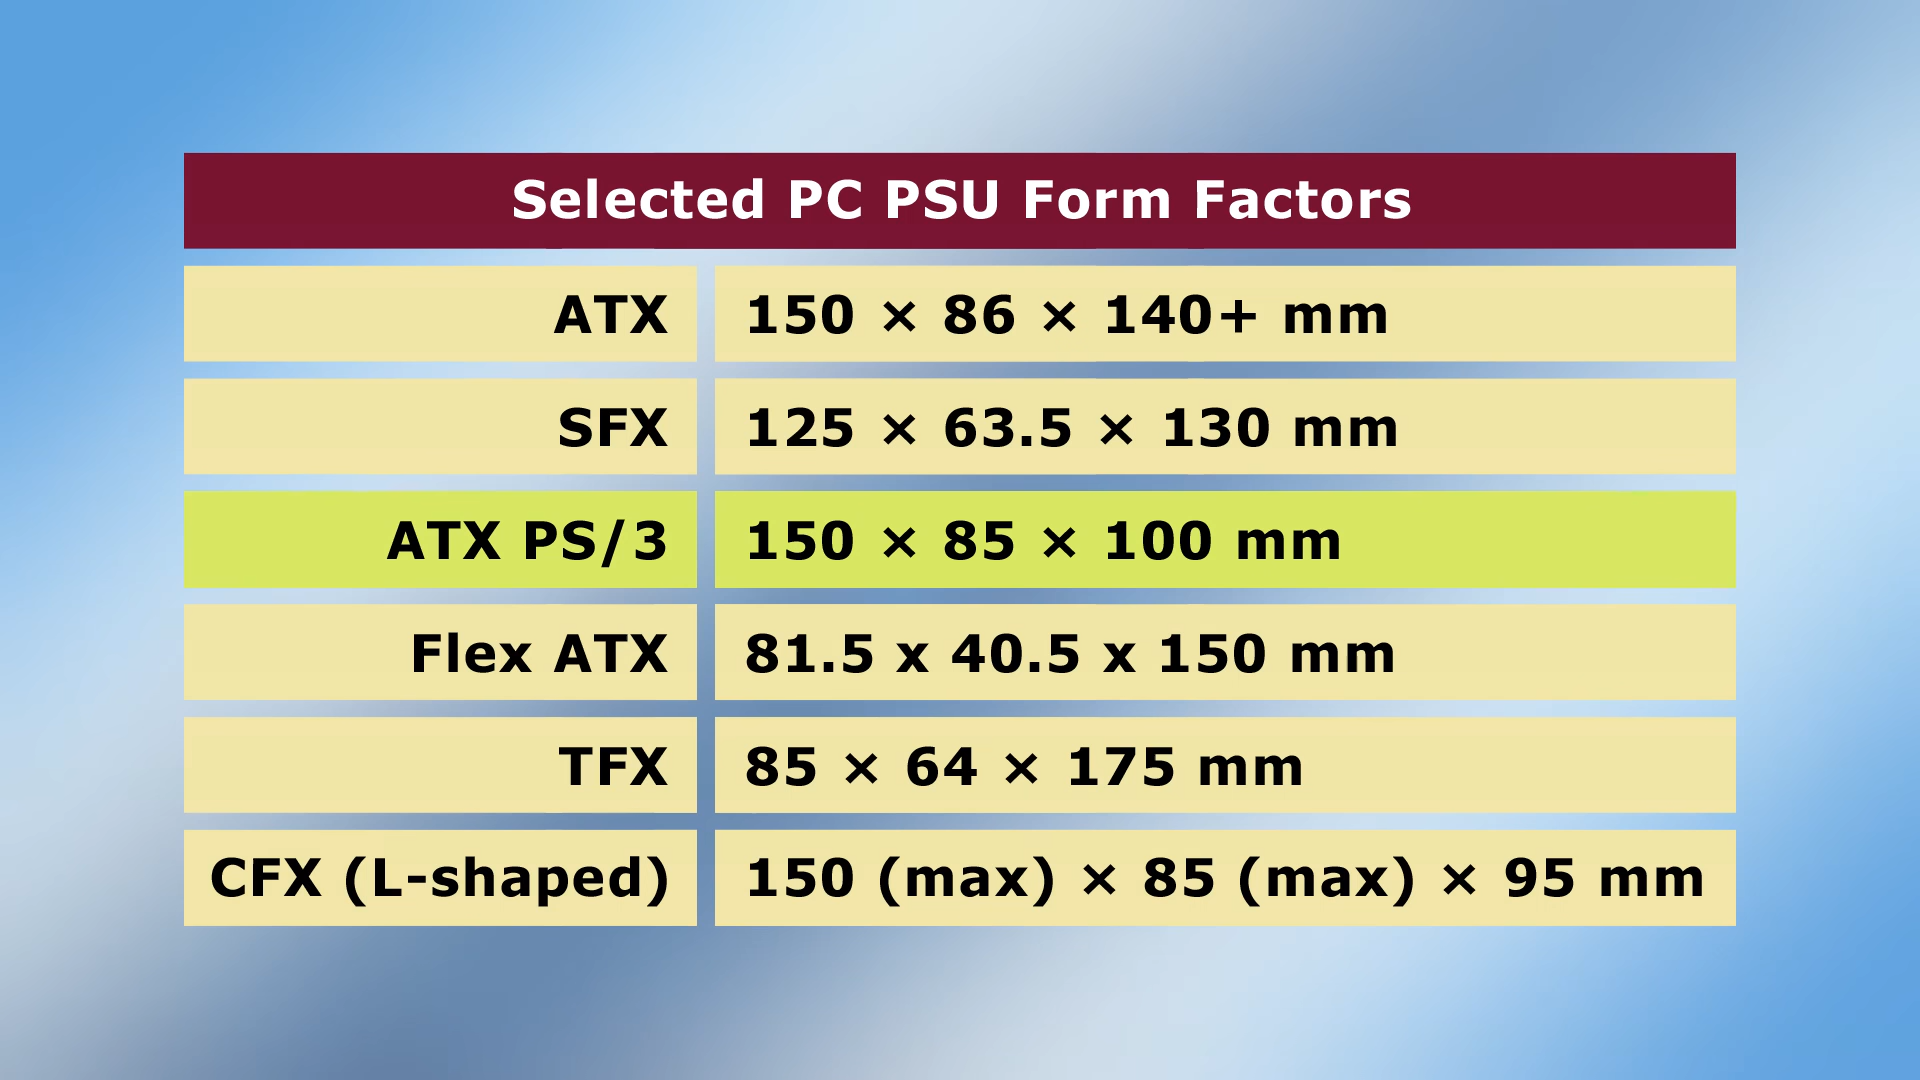 Selected PC PSU Form Factors
ATX 150 × 86 × 140+ mm
SFX 125 × 63.5 × 130 mm
ATX PS/3 150 × 85 × 100 mm
Flex ATX 81.5 x 40.5 x 150 mm
TFX 85 × 64 × 175 mm
CFX (L-shaped) 150 (max) × 85 (max) × 95 mm